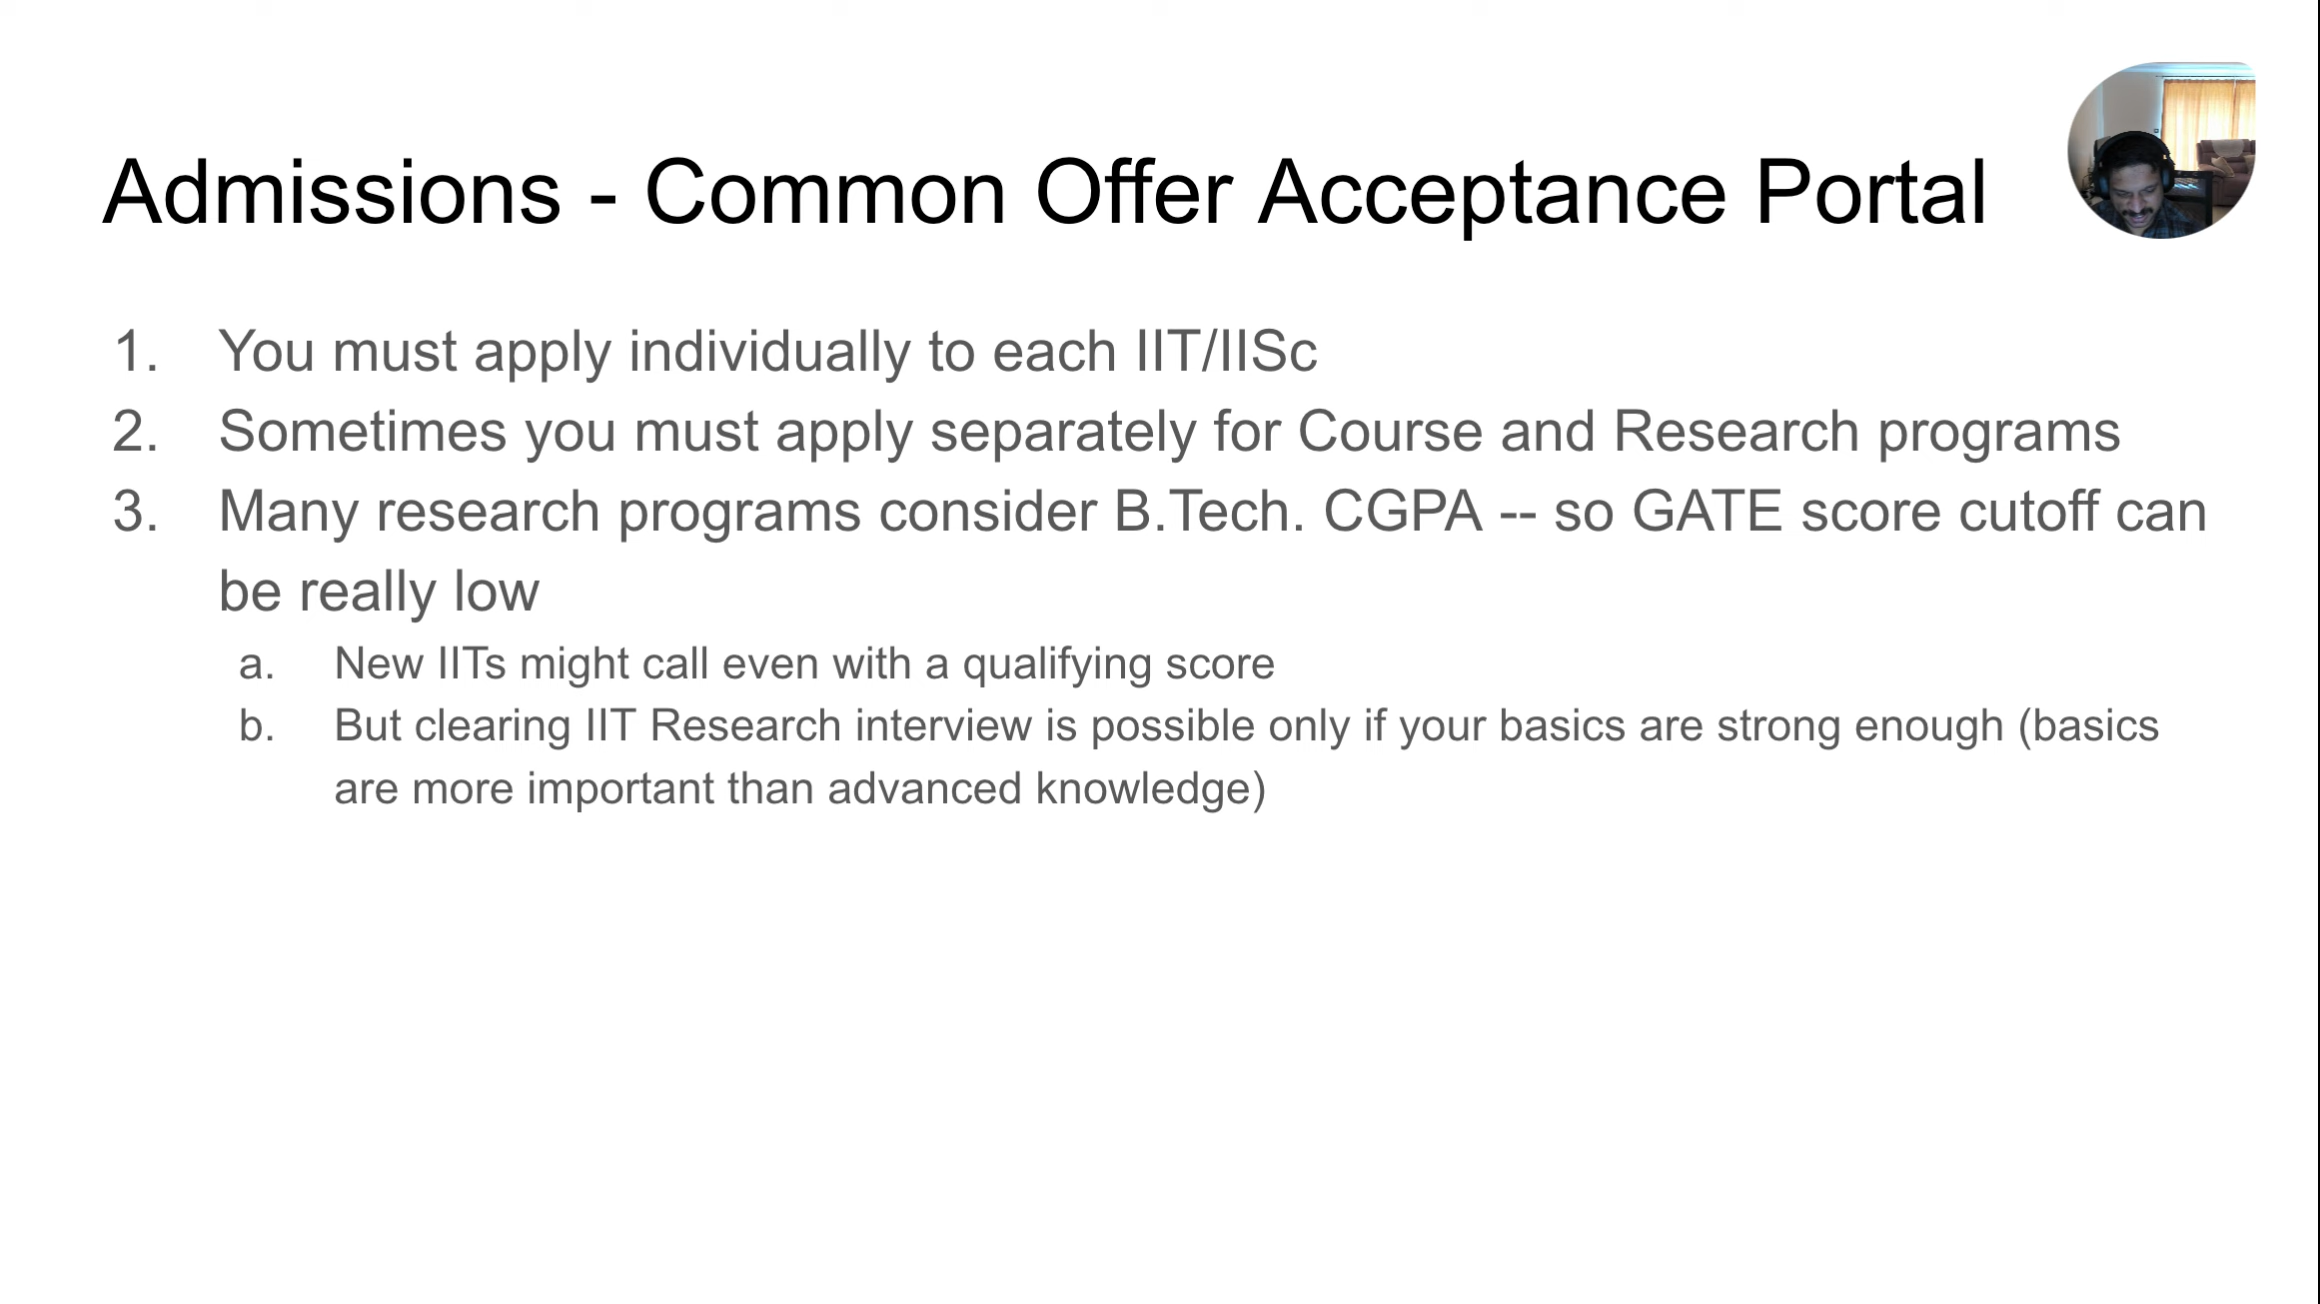 Admissions - Common Offer Acceptance Portal
1. You must apply individually to each IIT/IISc
2. Sometimes you must apply separately for Course and Research programs
3. Many research programs consider B.Tech. CGPA -- so GATE score cutoff can
be really low
a. New IITs might call even with a qualifying score
b. But clearing IIT Research interview is possible only if your basics are strong enough (basics
are more important than advanced knowledge)